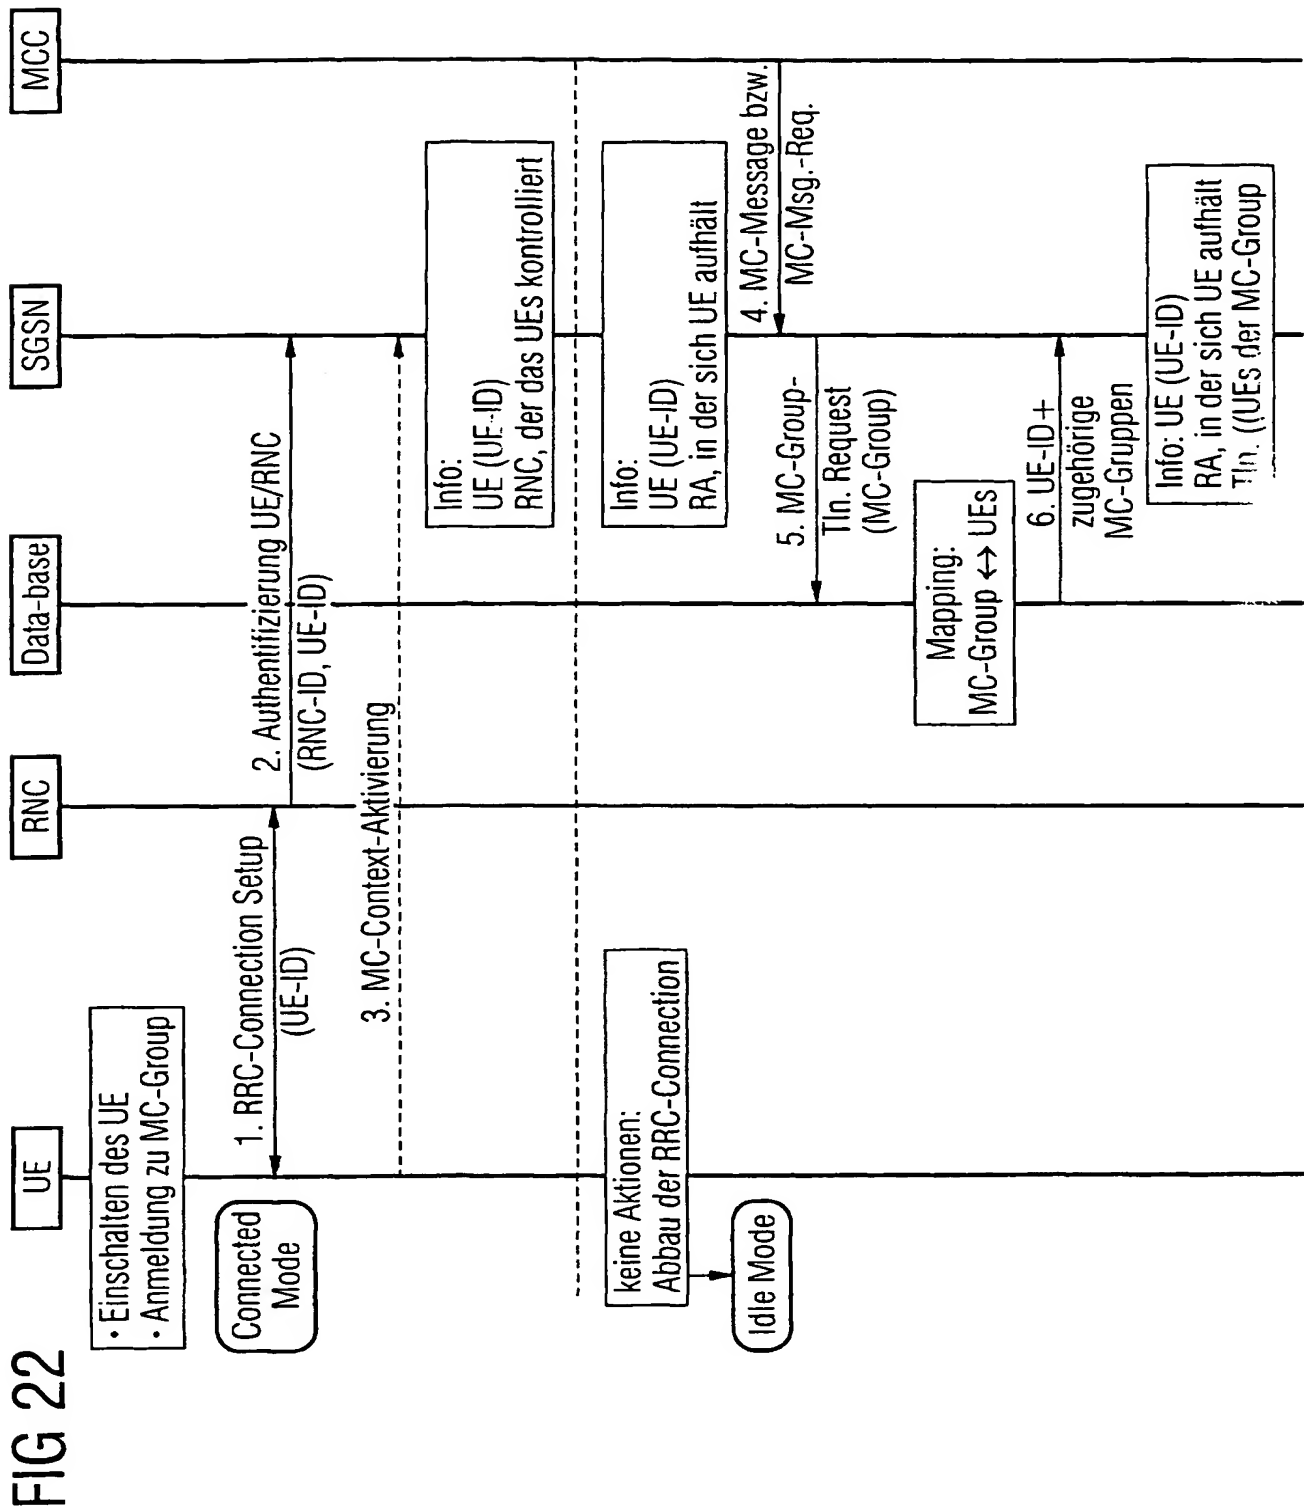 FIG 22
UE
RNC
Data-base
SGSN
MCC
• Einschalten des UE
• Anmeldung zu MC-Group
Connected
Mode
1. RRC-Connection Setup
(UE-ID)
2. Authentifizierung UE/RNC
(RNC-ID, UE-ID)
3. MC-Context-Aktivierung
Info:
UE (UE-ID)
RNC, der das UEs kontrolliert
keine Aktionen:
Abbau der RRC-Connection
Idle Mode
Info:
UE (UE-ID)
RA, in der sich UE aufhält
4. MC-Message bzw.
MC-Msg.-Req.
5. MC-Group-
Tln. Request
(MC-Group)
Mapping:
MC-Group ↔ UEs
6. UE-ID+
zugehörige
MC-Gruppen
Info: UE (UE-ID)
RA, in der sich UE aufhält
Tln. ((UEs der MC-Group